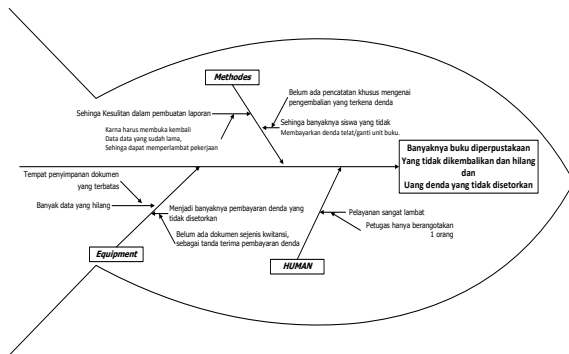 Methodes
Belum ada pencatatan khusus mengenai
pengembalian yang terkena denda
Sehinga Kesulitan dalam pembuatan laporan
Karna harus membuka kembali
Data data yang sudah lama,
Sehinga dapat memperlambat pekerjaan
Sehinga banyaknya siswa yang tidak
Membayarkan denda telat/ganti unit buku.
Banyaknya buku diperpustakaan
Yang tidak dikembalikan dan hilang
dan
Uang denda yang tidak disetorkan
Tempat penyimpanan dokumen
yang terbatas
Banyak data yang hilang
Menjadi banyaknya pembayaran denda yang
tidak disetorkan
Belum ada dokumen sejenis kwitansi,
sebagai tanda terima pembayaran denda
Equipment
Pelayanan sangat lambat
Petugas hanya berangotakan
1 orang
HUMAN